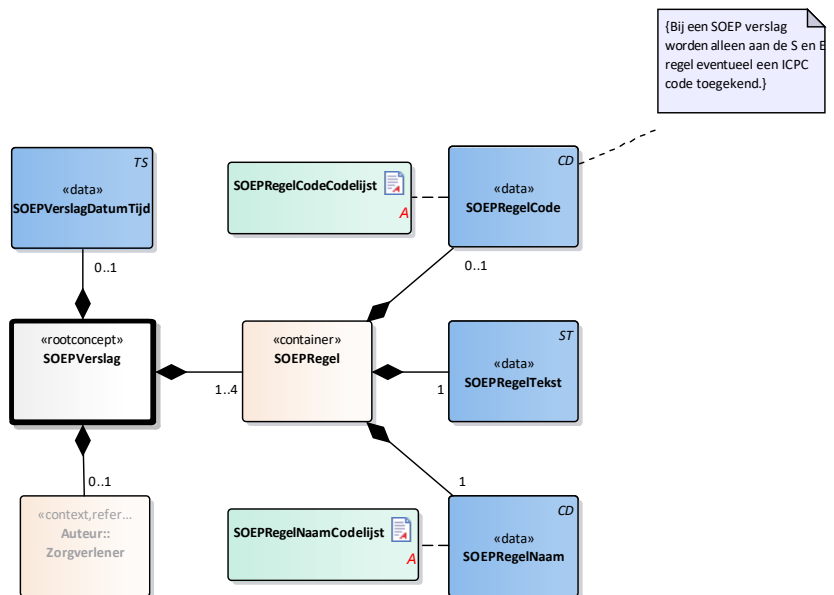 {Bij een SOEP verslag
worden alleen aan de S en E
regel eventueel een ICPC
code toegekend.}
TS
«data»
SOEPVerslagDatumTijd
SOEPRegelCodeCodelijst
A
CD
«data»
SOEPRegelCode
0..1
0..1
«rootconcept»
SOEPVerslag
1..4
«container»
SOEPRegel
1
ST
«data»
SOEPRegelTekst
0..1
1
«context,refer...
Auteur::
Zorgverlener
SOEPRegelNaamCodelijst
A
CD
«data»
SOEPRegelNaam